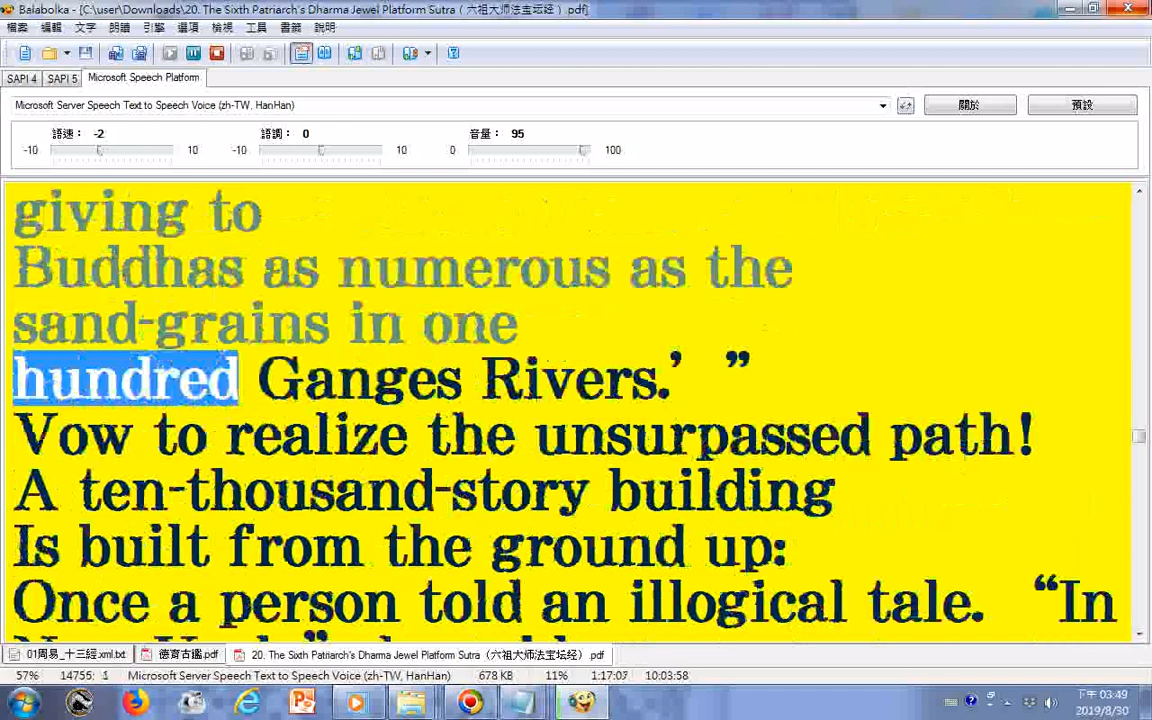 Balabolka - [C:\user\Downloads\20. The Sixth Patriarch's Dharma Jewel Platform Sutra（六祖大师法宝坛经）.pdf]
檔案 編輯 文字 朗讀 引擎 選項 檢視 工具 書籤 說明
SAPI 4 SAPI 5 Microsoft Speech Platform
Microsoft Server Speech Text to Speech Voice (zh-TW, HanHan) 關於 預設
語速： -2 語調： 0 音量： 95
-10 10 -10 10 0 100
giving to
Buddhas as numerous as the
sand-grains in one
hundred Ganges Rivers.’ ”
Vow to realize the unsurpassed path!
A ten-thousand-story building
Is built from the ground up:
Once a person told an illogical tale. “In
01周易_十三經.xml.txt 德育古鑑.pdf 20. The Sixth Patriarch's Dharma Jewel Platform Sutra（六祖大师法宝坛经）.pdf
57% 14755: 1 Microsoft Server Speech Text to Speech Voice (zh-TW, HanHan) 678 KB 11% 1:17:07 10:03:58
下午 03:49
2019/8/30